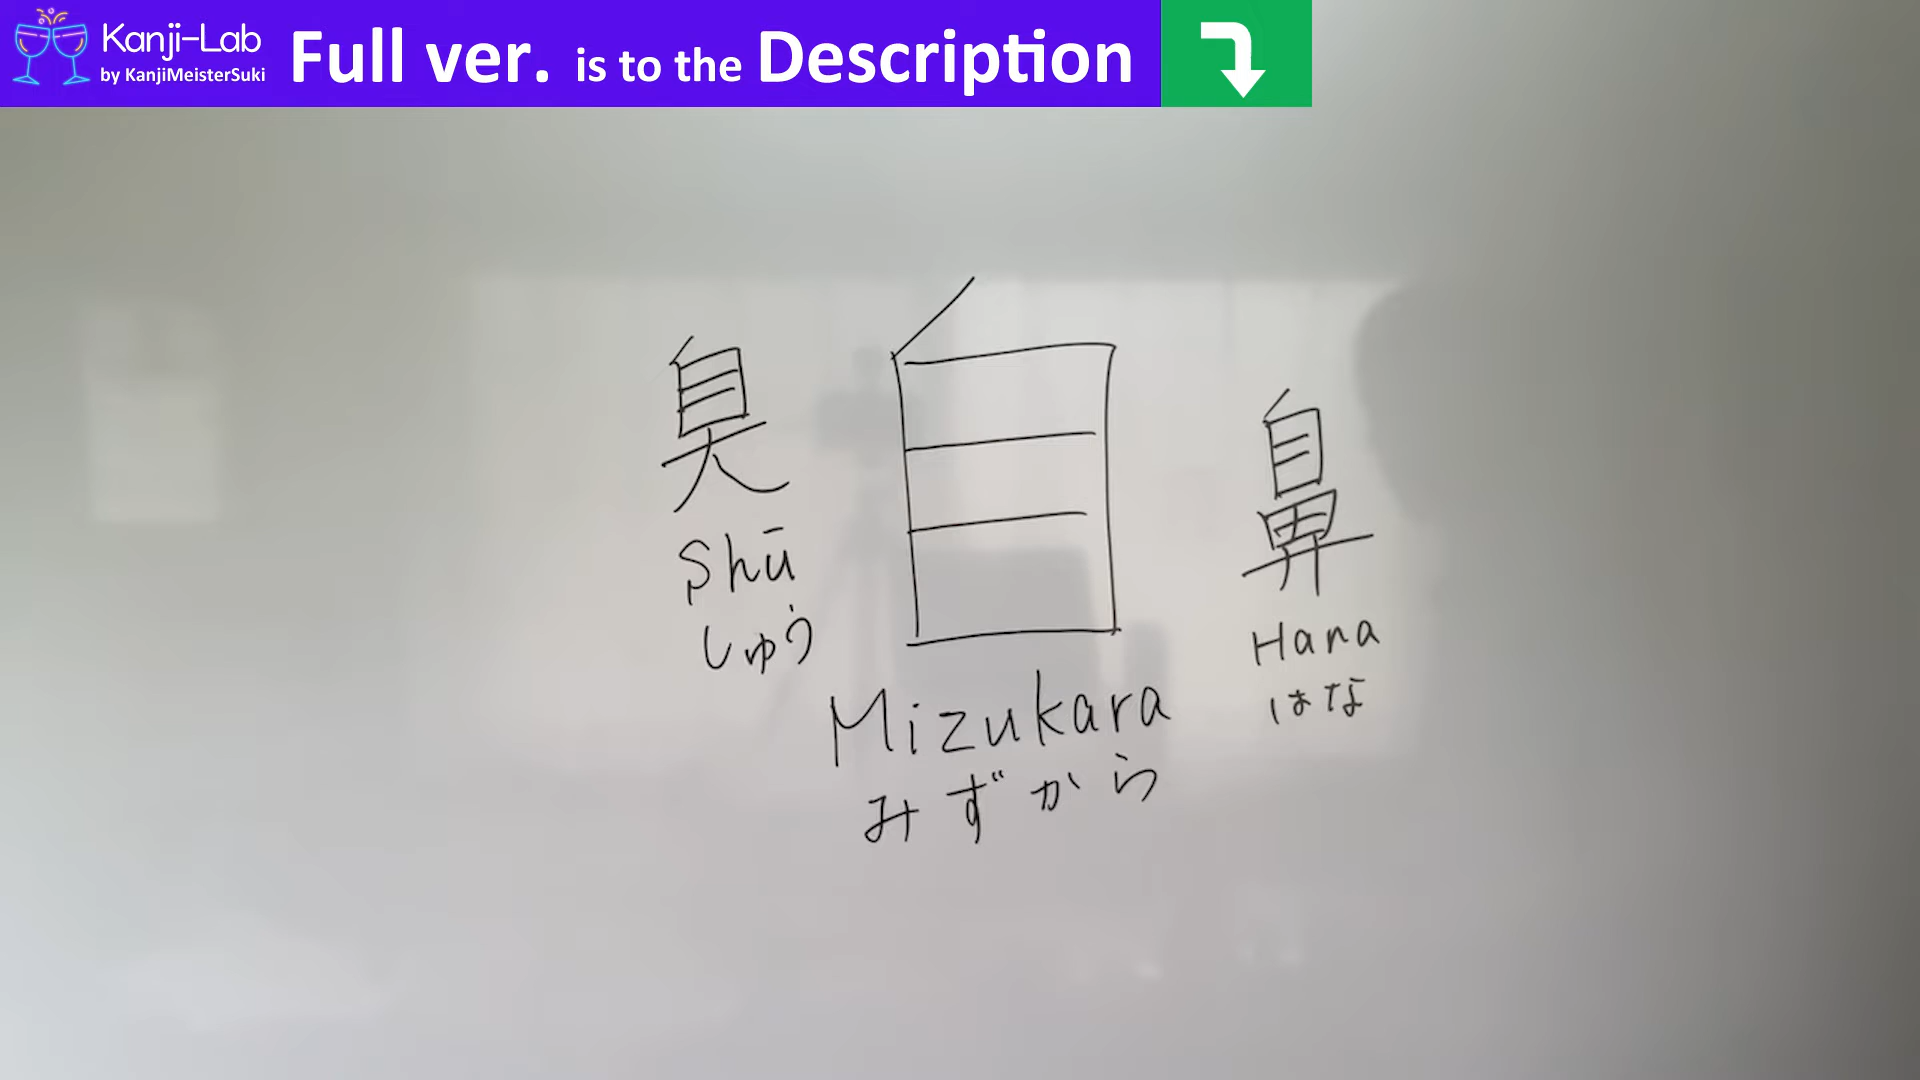 Kanji-Lab
by KanjiMeisterSuki
Full ver. is to the Description
臭
Shū
しゅう
自
Mizukara
みずから
鼻
Hana
はな